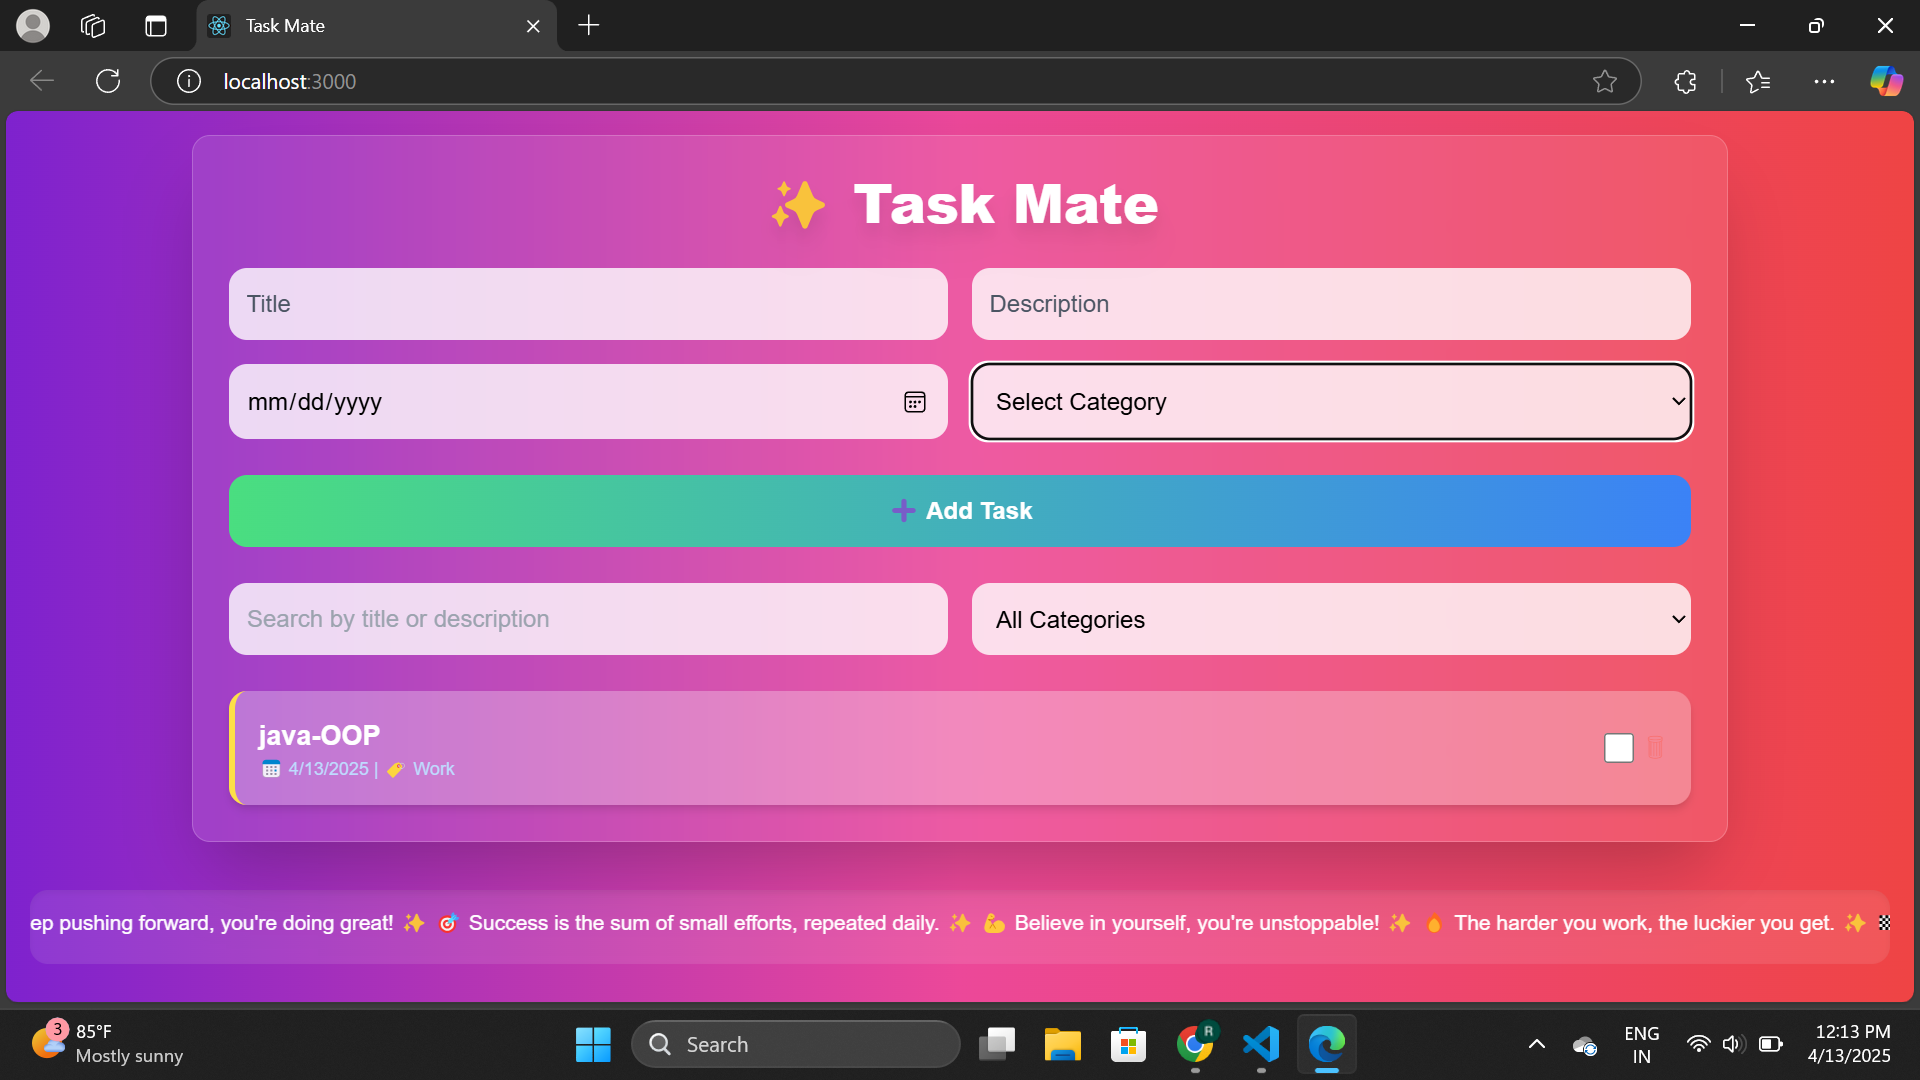 Task Mate
localhost:3000
✨ Task Mate
Title
Description
mm/dd/yyyy
Select Category
➕ Add Task
Search by title or description
All Categories
java-OOP
📅 4/13/2025 | 🏷️ Work
ep pushing forward, you're doing great! ✨ 🎯 Success is the sum of small efforts, repeated daily. ✨ 💪 Believe in yourself, you're unstoppable! ✨ 🔥 The harder you work, the luckier you get. ✨ 🏁
3
85°F
Mostly sunny
Search
R
ENG
IN
12:13 PM
4/13/2025